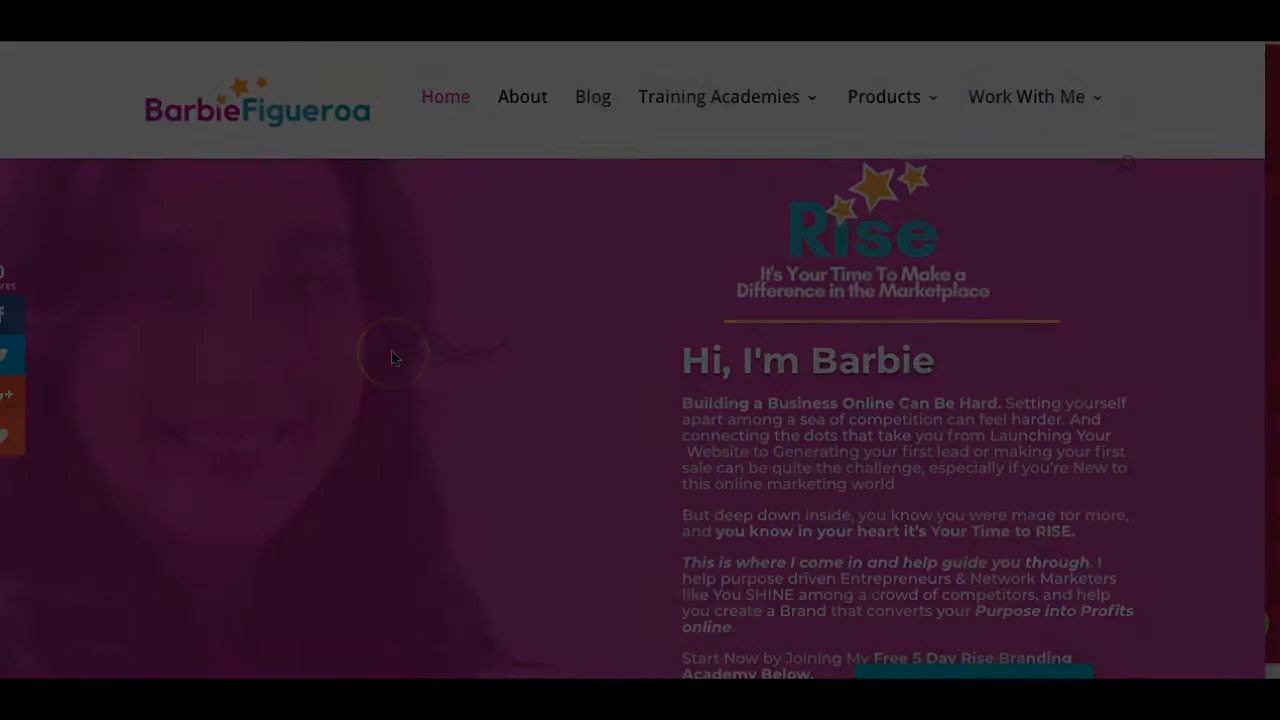 BarbieFigueroa
Home About Blog Training Academies Products Work With Me
Rise
It's Your Time To Make a
Difference in the Marketplace
Hi, I'm Barbie
Building a Business Online Can Be Hard. Setting yourself
apart among a sea of competition can feel harder. And
connecting the dots that take you from Launching Your
Website to Generating your first lead or making your first
sale can be quite the challenge, especially if you're New to
this online marketing world
But deep down inside, you know you were made for more,
and you know in your heart it's Your Time to RISE.
This is where I come in and help guide you through. I
help purpose driven Entrepreneurs & Network Marketers
like You SHINE among a crowd of competitors, and help
you create a Brand that converts your Purpose into Profits
online.
Start Now by Joining My Free 5 Day Rise Branding
Academy Below.